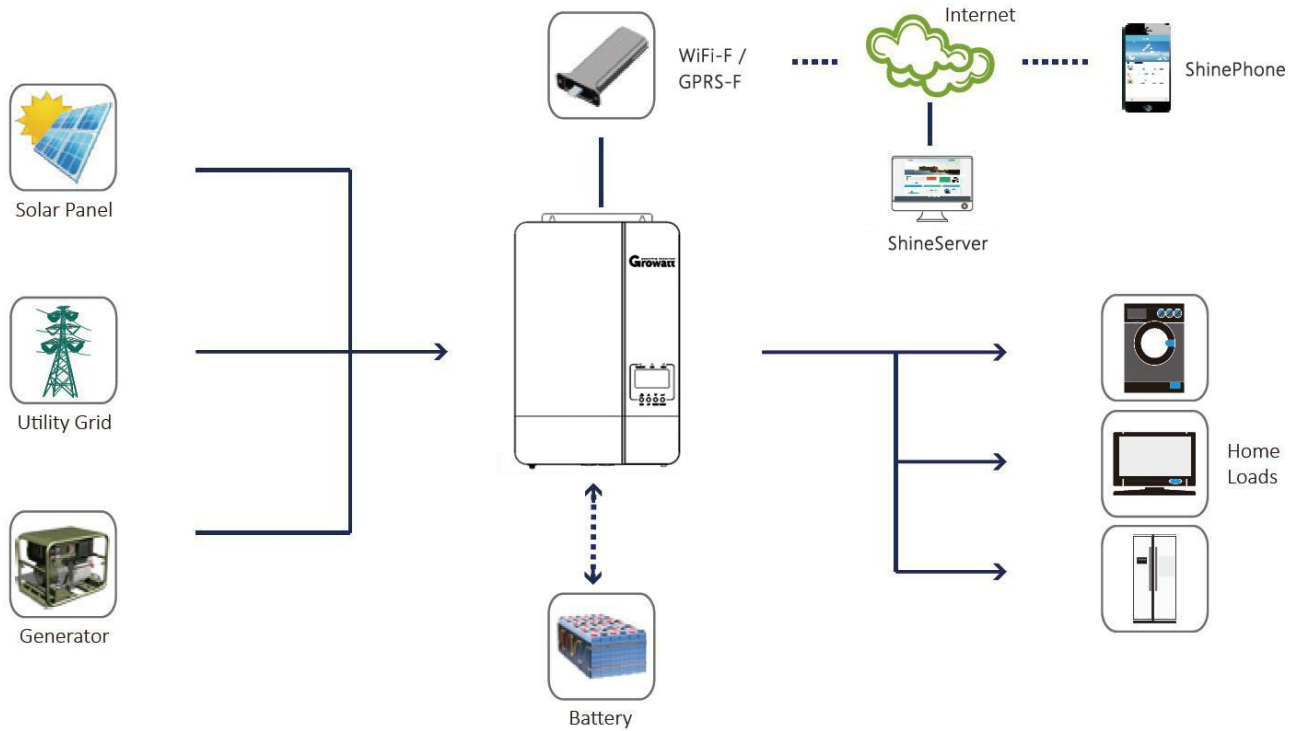 Internet
WiFi-F /
GPRS-F
ShinePhone
Solar Panel
ShineServer
Growatt
Utility Grid
Home
Loads
Generator
Battery